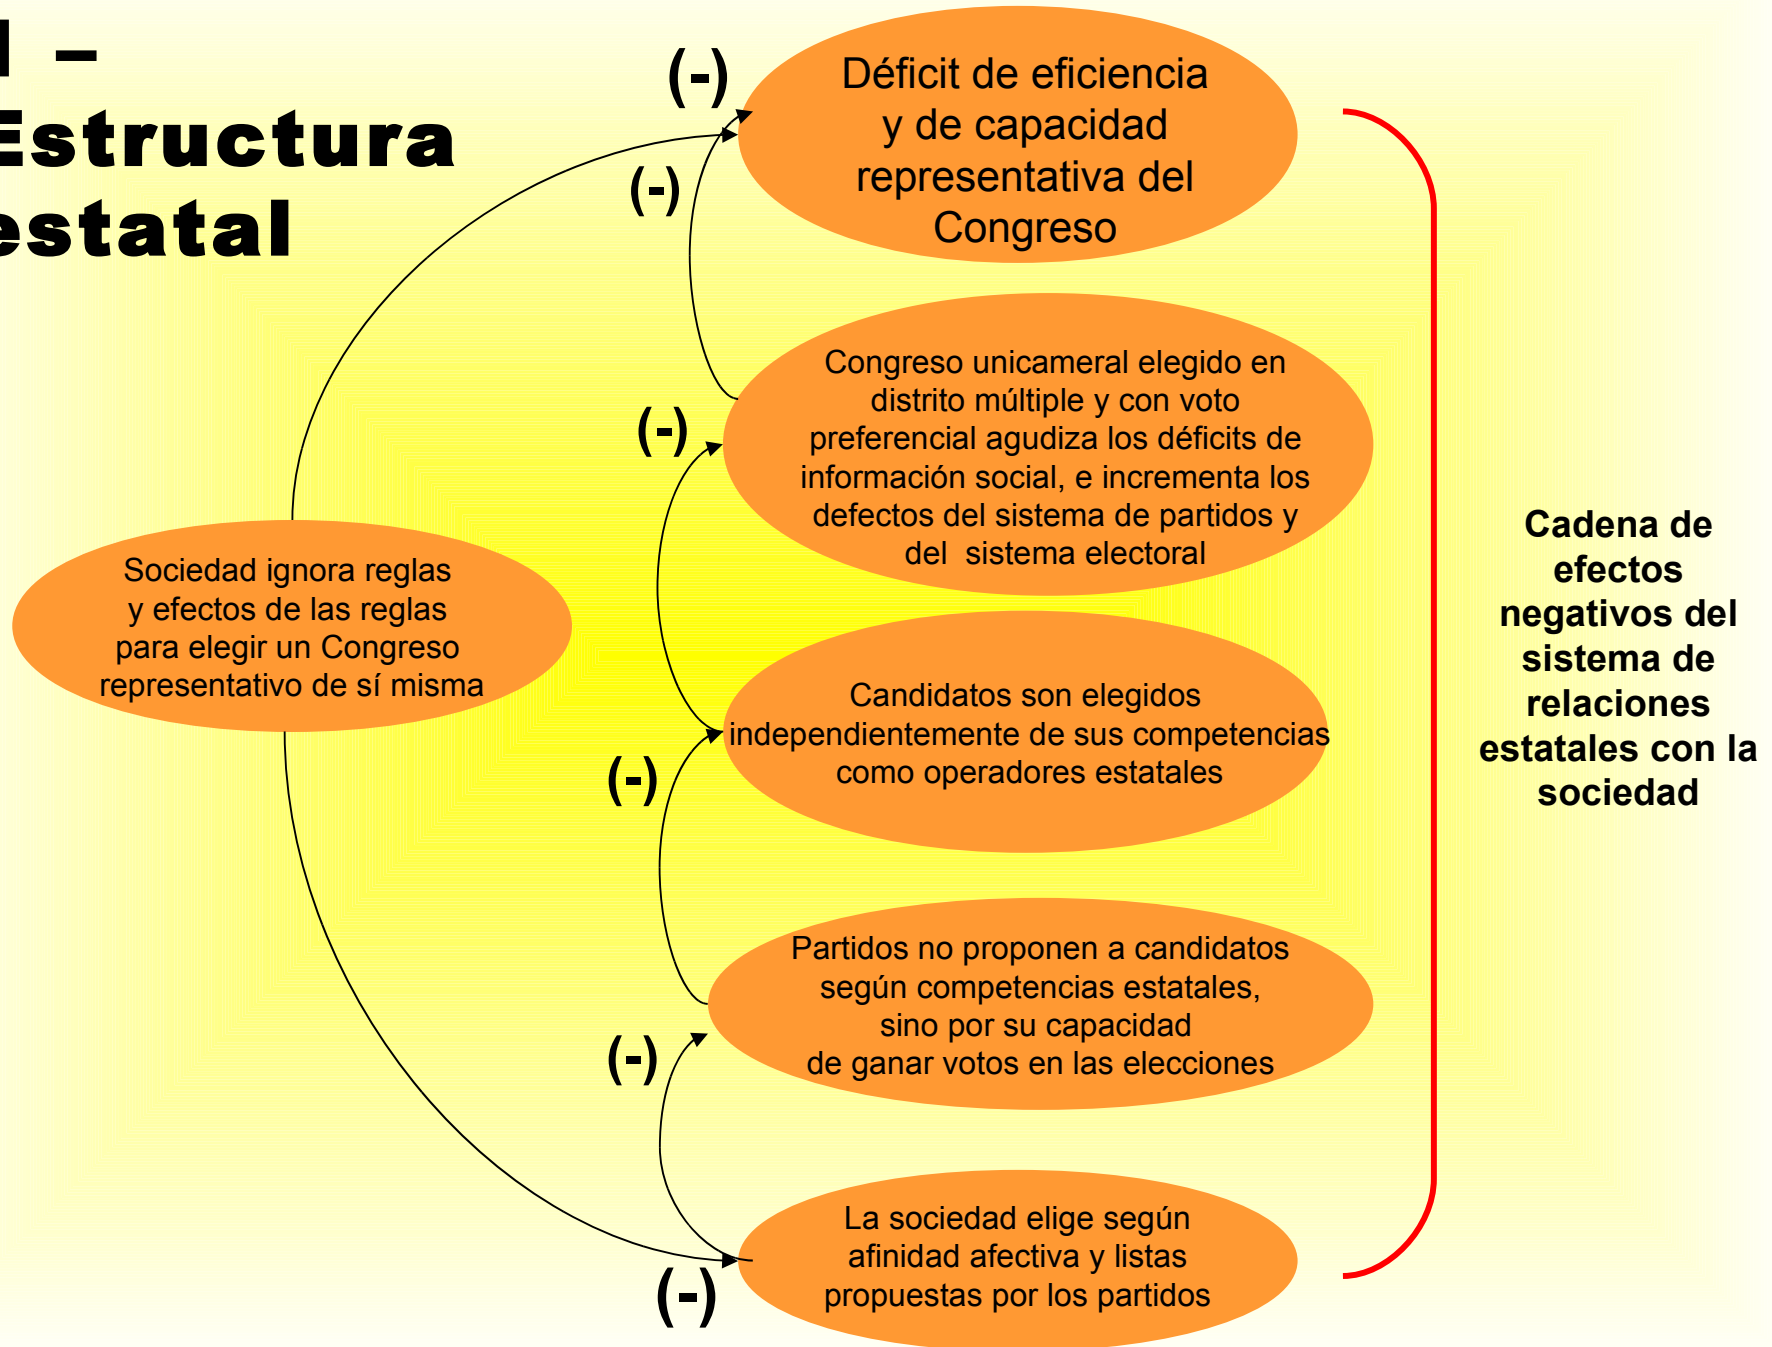 –
Estructura
estatal
(-)
Déficit de eficiencia
y de capacidad
representativa del
Congreso
(-)
Congreso unicameral elegido en
distrito múltiple y con voto
preferencial agudiza los déficits de
información social, e incrementa los
defectos del sistema de partidos y
del sistema electoral
(-)
Sociedad ignora reglas
y efectos de las reglas
para elegir un Congreso
representativo de sí misma
Candidatos son elegidos
independientemente de sus competencias
como operadores estatales
(-)
Partidos no proponen a candidatos
según competencias estatales,
sino por su capacidad
de ganar votos en las elecciones
(-)
La sociedad elige según
afinidad afectiva y listas
propuestas por los partidos
(-)
Cadena de
efectos
negativos del
sistema de
relaciones
estatales con la
sociedad